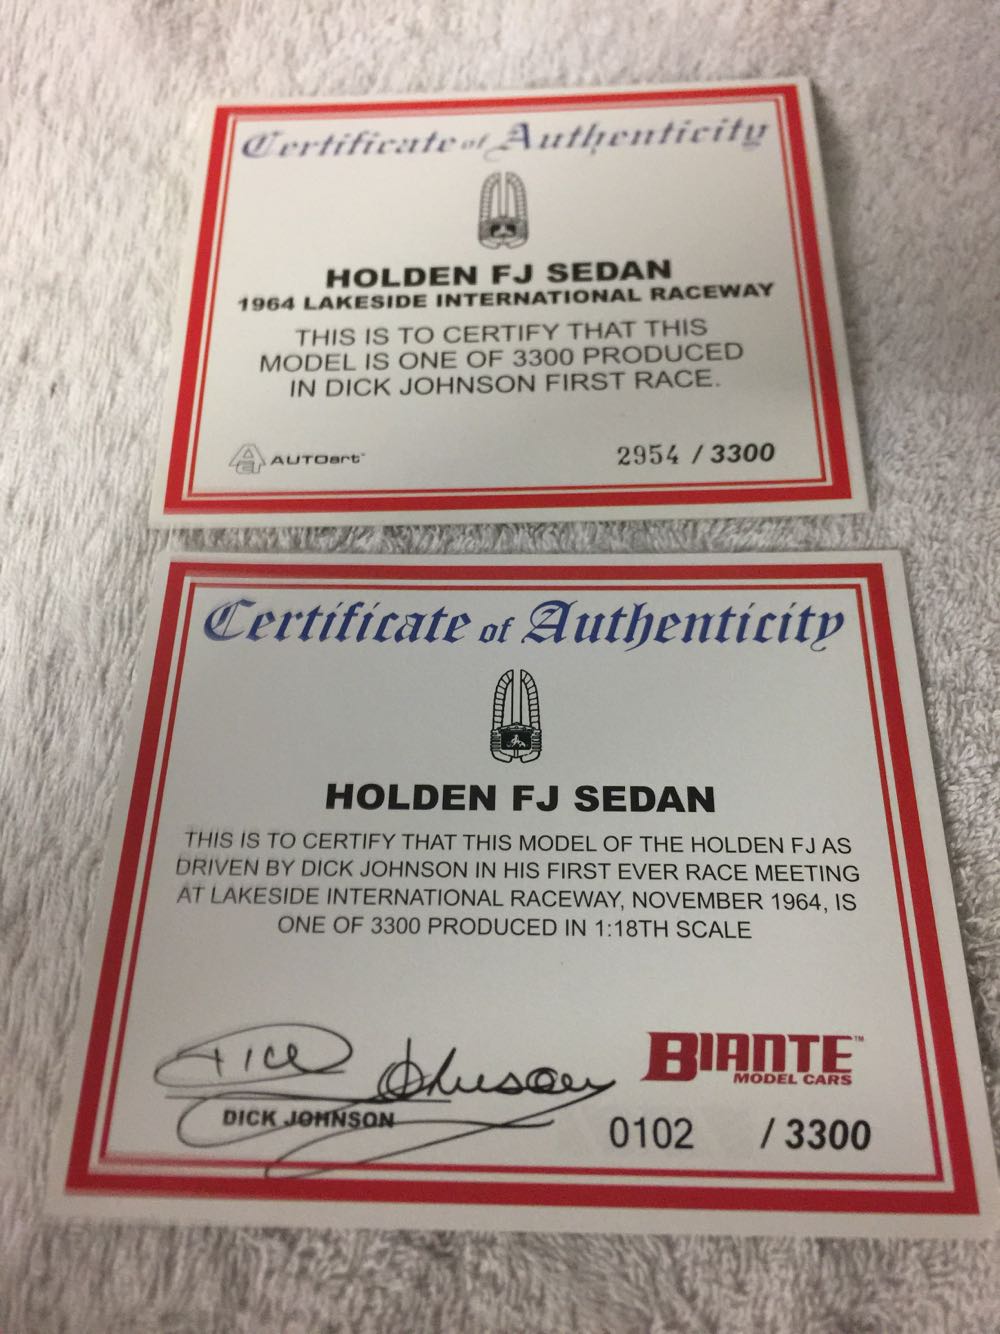 Certificate of Authenticity
HOLDEN FJ SEDAN
1964 LAKESIDE INTERNATIONAL RACEWAY
THIS IS TO CERTIFY THAT THIS
MODEL IS ONE OF 3300 PRODUCED
IN DICK JOHNSON FIRST RACE.
AUTOart
2954 / 3300
Certificate of Authenticity
HOLDEN FJ SEDAN
THIS IS TO CERTIFY THAT THIS MODEL OF THE HOLDEN FJ AS
DRIVEN BY DICK JOHNSON IN HIS FIRST EVER RACE MEETING
AT LAKESIDE INTERNATIONAL RACEWAY, NOVEMBER 1964, IS
ONE OF 3300 PRODUCED IN 1:18TH SCALE
Dick Johnson
DICK JOHNSON
BIANTE™
MODEL CARS
0102 / 3300